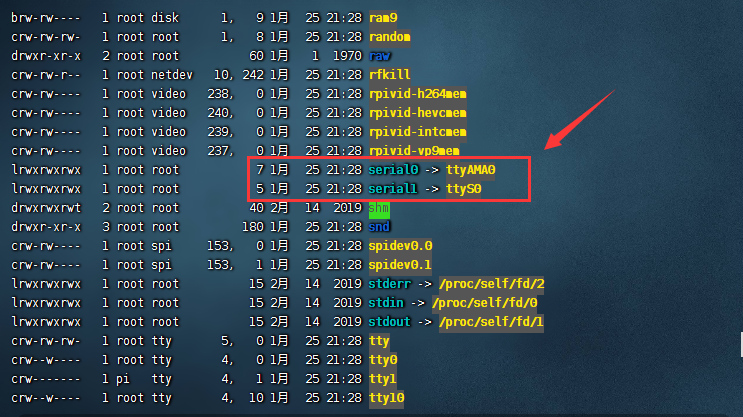 brw-rw---- 1 root disk 1, 9 1月 25 21:28 ram9
crw-rw-rw- 1 root root 1, 8 1月 25 21:28 random
drwxr-xr-x 2 root root 60 1月 1 1970 raw
crw-rw-r-- 1 root netdev 10, 242 1月 25 21:28 rfkill
crw-rw---- 1 root video 238, 0 1月 25 21:28 rpivid-h264mem
crw-rw---- 1 root video 240, 0 1月 25 21:28 rpivid-hevcmem
crw-rw---- 1 root video 239, 0 1月 25 21:28 rpivid-intcmem
crw-rw---- 1 root video 237, 0 1月 25 21:28 rpivid-vp9mem
lrwxrwxrwx 1 root root 7 1月 25 21:28 serial0 -> ttyAMA0
lrwxrwxrwx 1 root root 5 1月 25 21:28 serial1 -> ttyS0
drwxrwxrwt 2 root root 40 2月 14 2019 shm
drwxr-xr-x 3 root root 180 1月 25 21:28 snd
crw-rw---- 1 root spi 153, 0 1月 25 21:28 spidev0.0
crw-rw---- 1 root spi 153, 1 1月 25 21:28 spidev0.1
lrwxrwxrwx 1 root root 15 2月 14 2019 stderr -> /proc/self/fd/2
lrwxrwxrwx 1 root root 15 2月 14 2019 stdin -> /proc/self/fd/0
lrwxrwxrwx 1 root root 15 2月 14 2019 stdout -> /proc/self/fd/1
crw-rw-rw- 1 root tty 5, 0 1月 25 21:28 tty
crw--w---- 1 root tty 4, 0 1月 25 21:28 tty0
crw------- 1 pi tty 4, 1 1月 25 21:28 tty1
crw--w---- 1 root tty 4, 10 1月 25 21:28 tty10